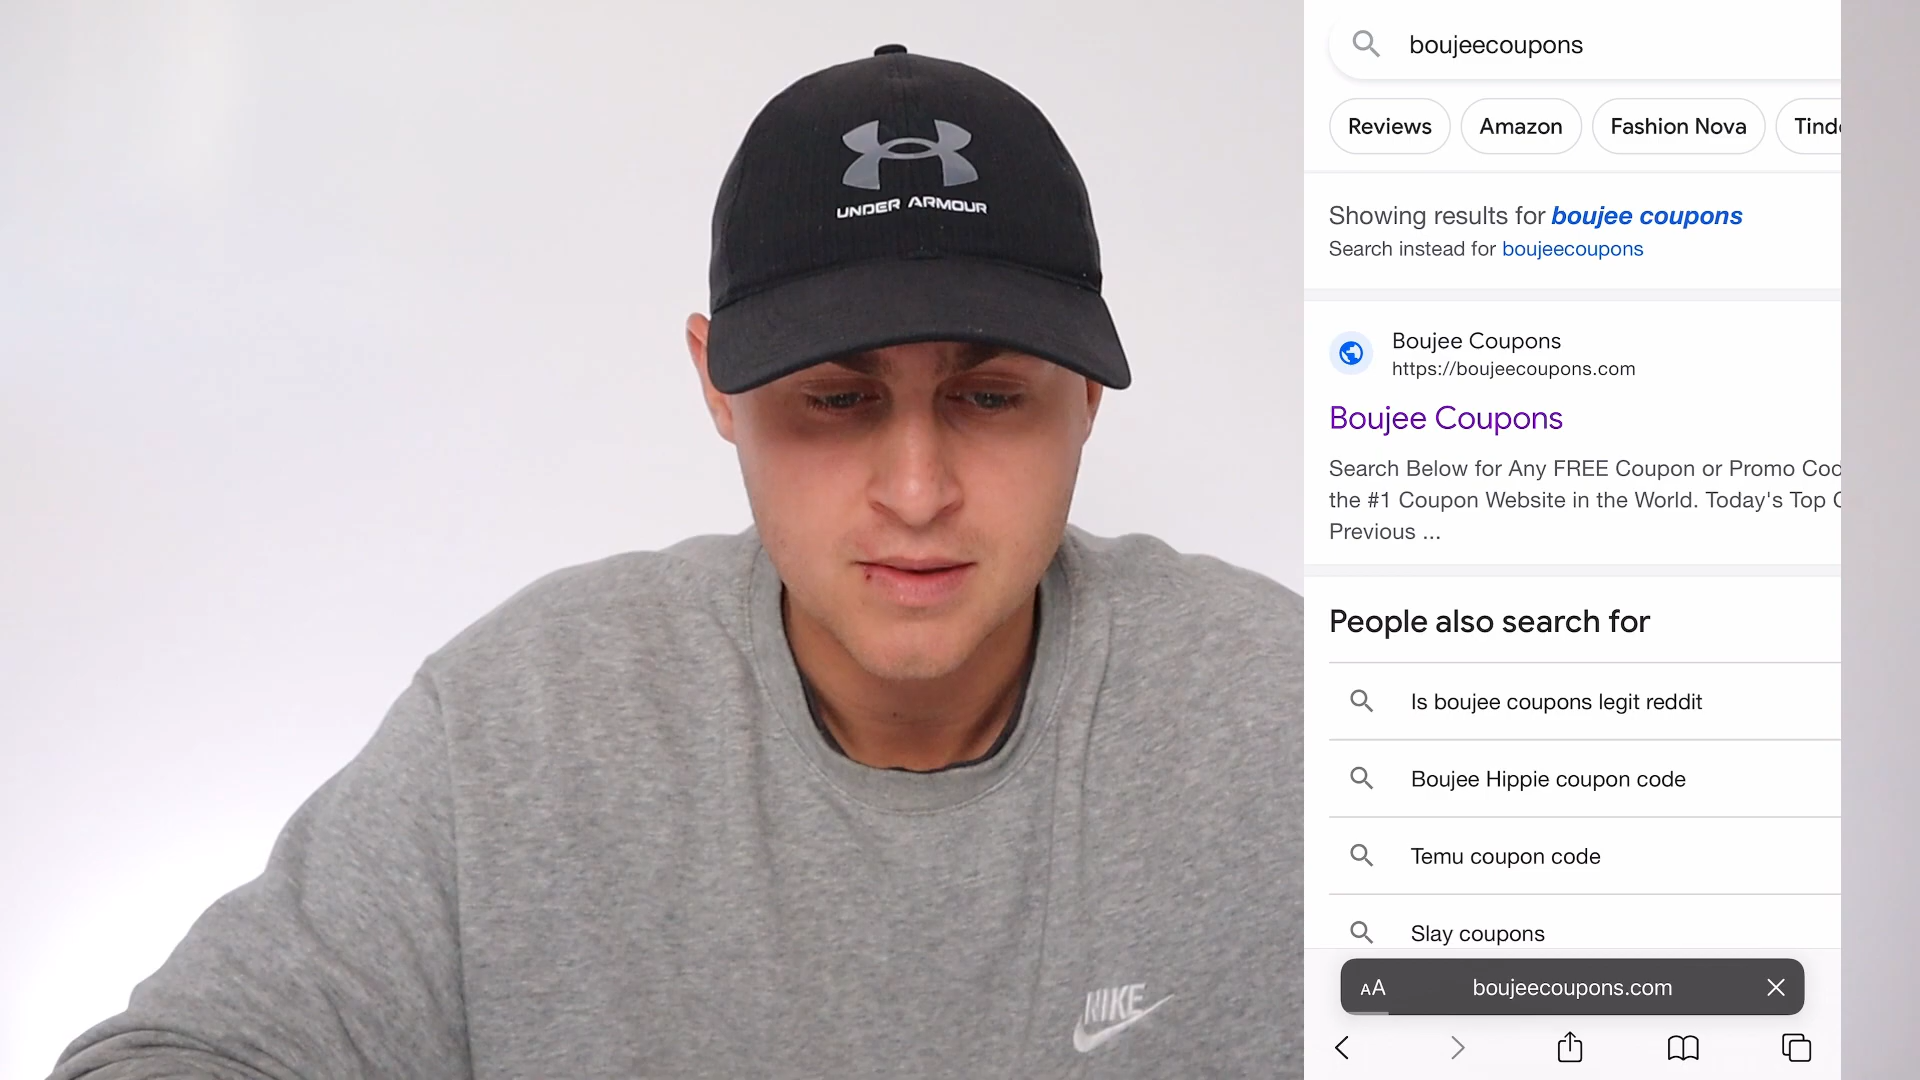 UNDER ARMOUR
NIKE
boujeecoupons
Reviews
Amazon
Fashion Nova
Showing results for boujee coupons
Search instead for boujeecoupons
Boujee Coupons
https://boujeecoupons.com
Boujee Coupons
Search Below for Any FREE Coupon or Promo
the #1 Coupon Website in the World. Today's Top
Previous ...
People also search for
Is boujee coupons legit reddit
Boujee Hippie coupon code
Temu coupon code
Slay coupons
AA
boujeecoupons.com